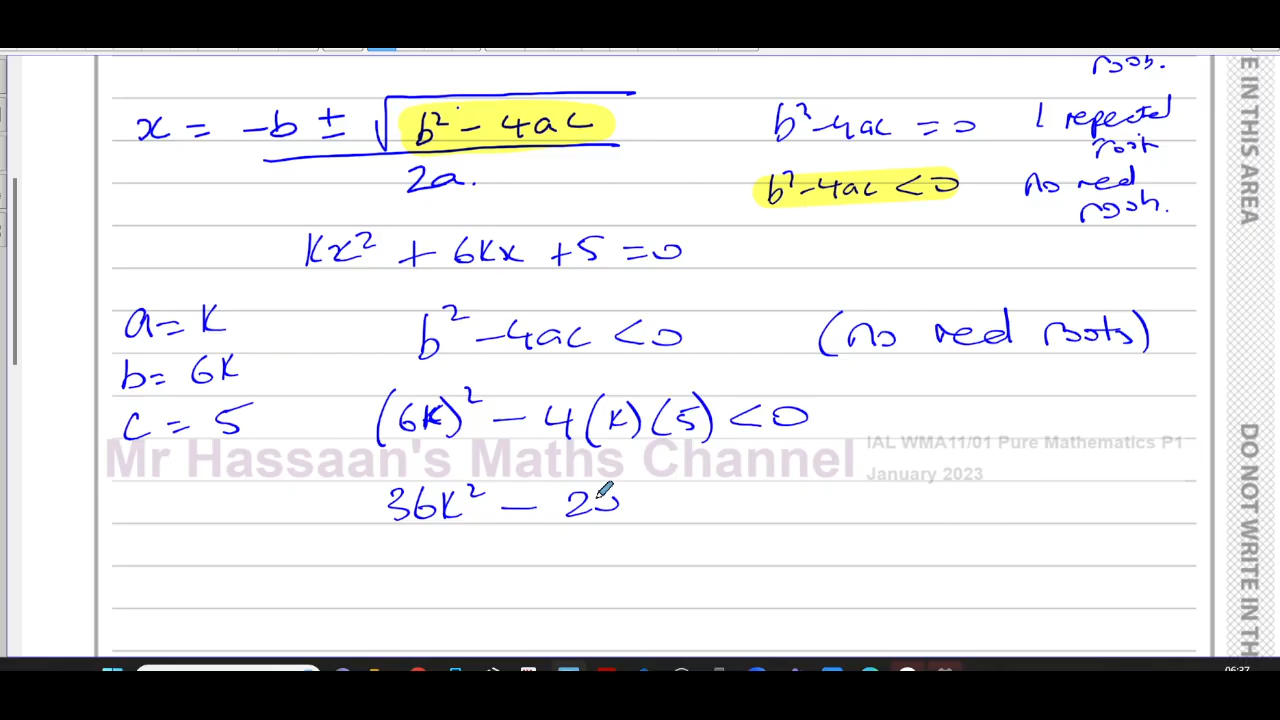 roots.
x = -b ± √b² - 4ac
2a.
b²-4ac = 0 1 repeated
root
b²-4ac < 0 no real
roots.
Kx² + 6Kx + 5 = 0
a = K
b² - 4ac < 0 (no real roots)
b = 6K
c = 5 (6K)² - 4(K)(5) < 0
Mr Hassaan's Maths Channel
IAL WMA11/01 Pure Mathematics P1
January 2023
36K² - 20
E IN THIS AREA
DO NOT WRITE IN TH
06:37